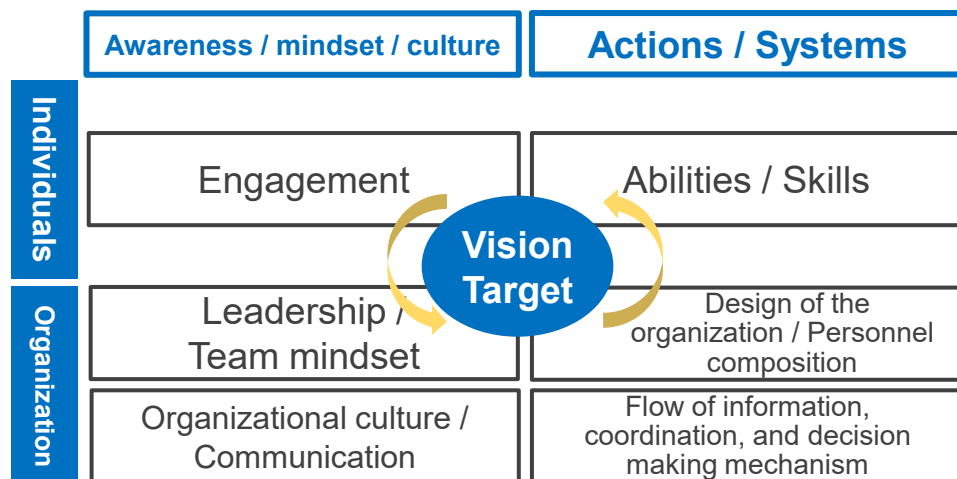 Awareness / mindset / culture
Actions / Systems
Individuals
Engagement
Abilities / Skills
Vision
Target
Organization
Leadership /
Team mindset
Design of the
organization / Personnel
composition
Organizational culture /
Communication
Flow of information,
coordination, and decision
making mechanism